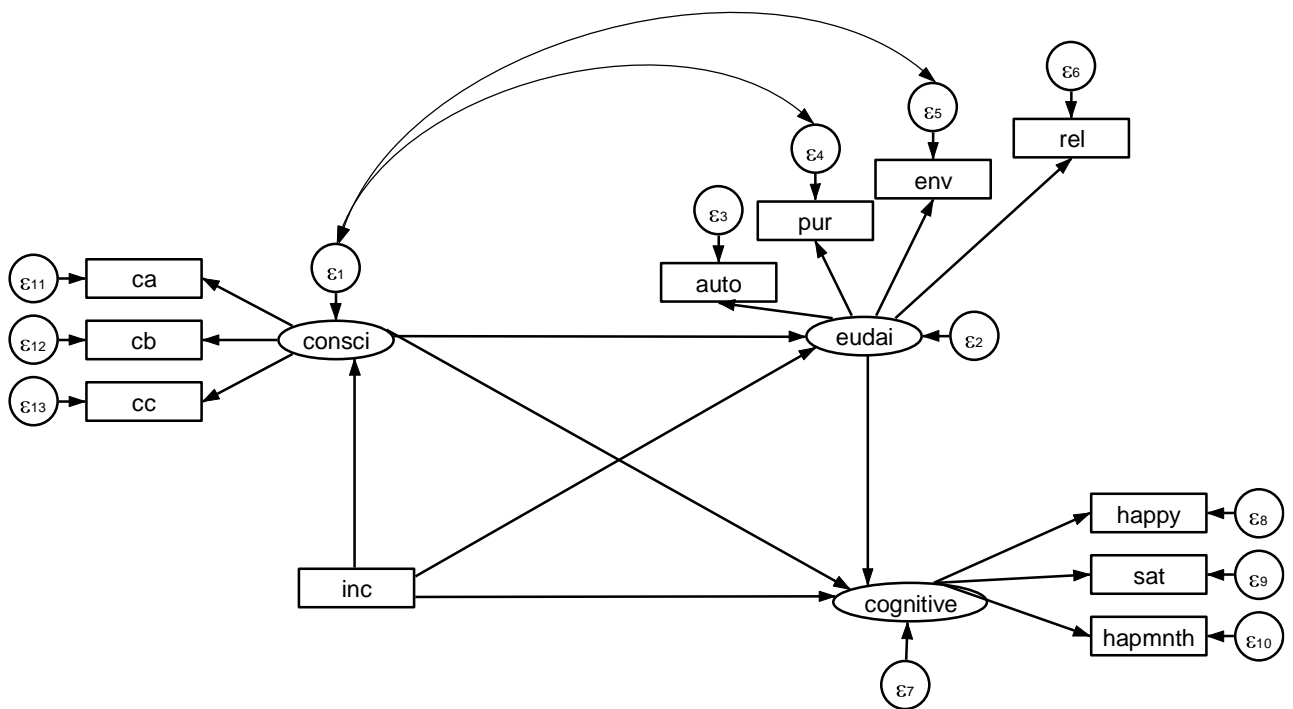 ε6
ε5
rel
ε4
env
ε3
pur
ε1
ε11
ca
auto
ε12
cb
consci
eudai
ε2
ε13
cc
happy
ε8
inc
sat
ε9
cognitive
hapmnth
ε10
ε7